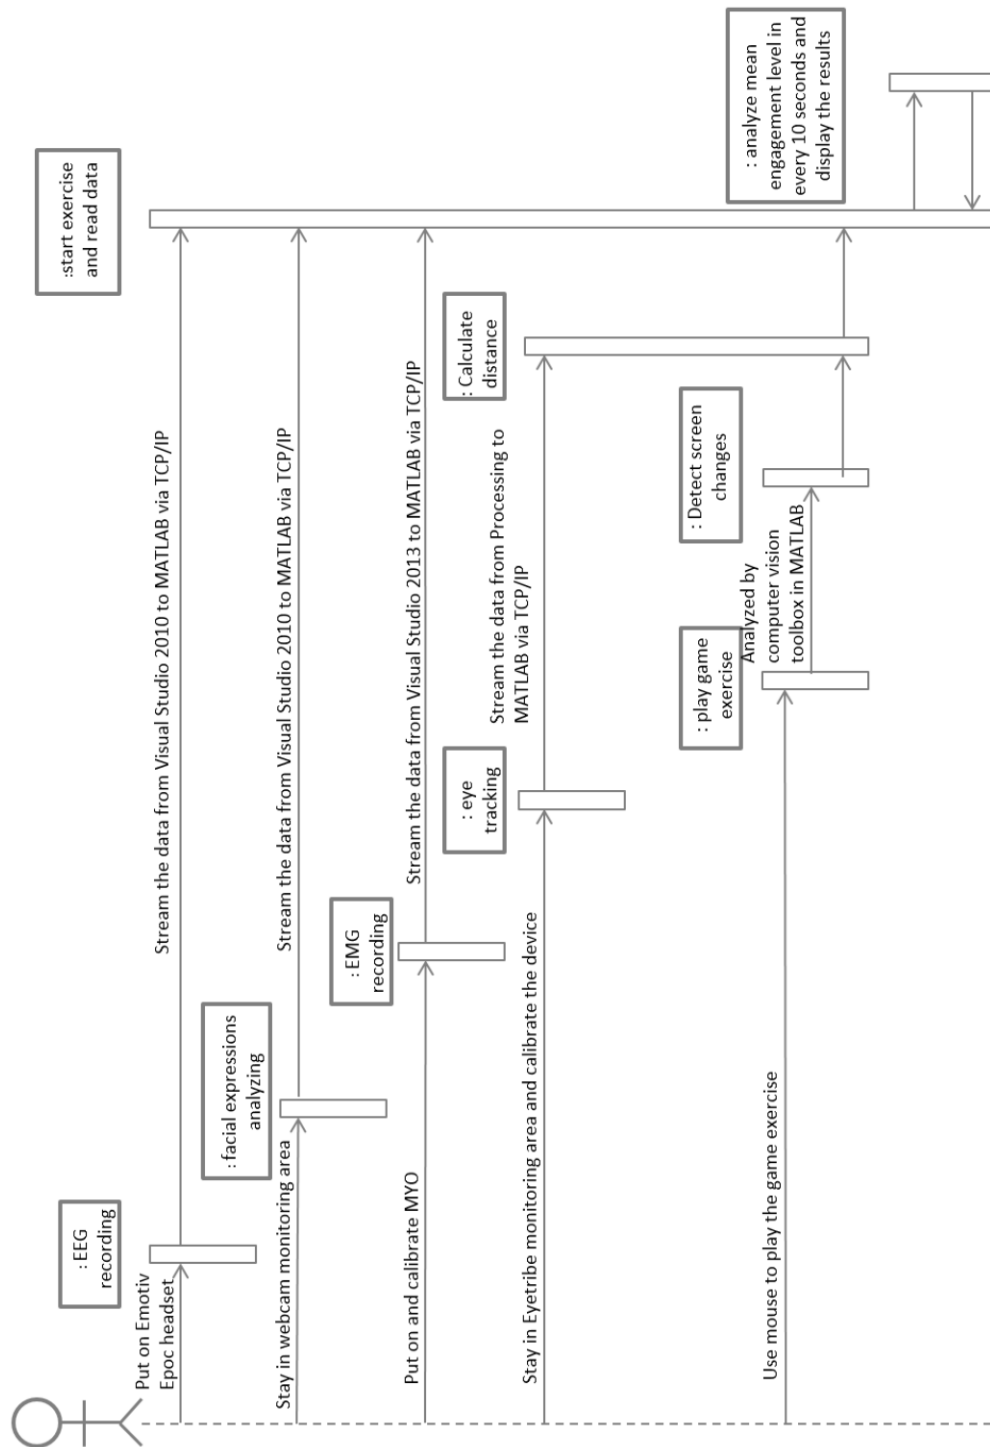 : EEG
recording
: facial expressions
analyzing
: EMG
recording
: eye
tracking
: play game
exercise
: Detect screen
changes
: Calculate
distance
:start exercise
and read data
: analyze mean
engagement level in
every 10 seconds and
display the results
Put on Emotiv
Epoc headset
Stream the data from Visual Studio 2010 to MATLAB via TCP/IP
Stay in webcam monitoring area
Stream the data from Visual Studio 2010 to MATLAB via TCP/IP
Put on and calibrate MYO
Stream the data from Visual Studio 2013 to MATLAB via TCP/IP
Stay in Eyetribe monitoring area and calibrate the device
Stream the data from Processing to
MATLAB via TCP/IP
Use mouse to play the game exercise
Analyzed by
computer vision
toolbox in MATLAB